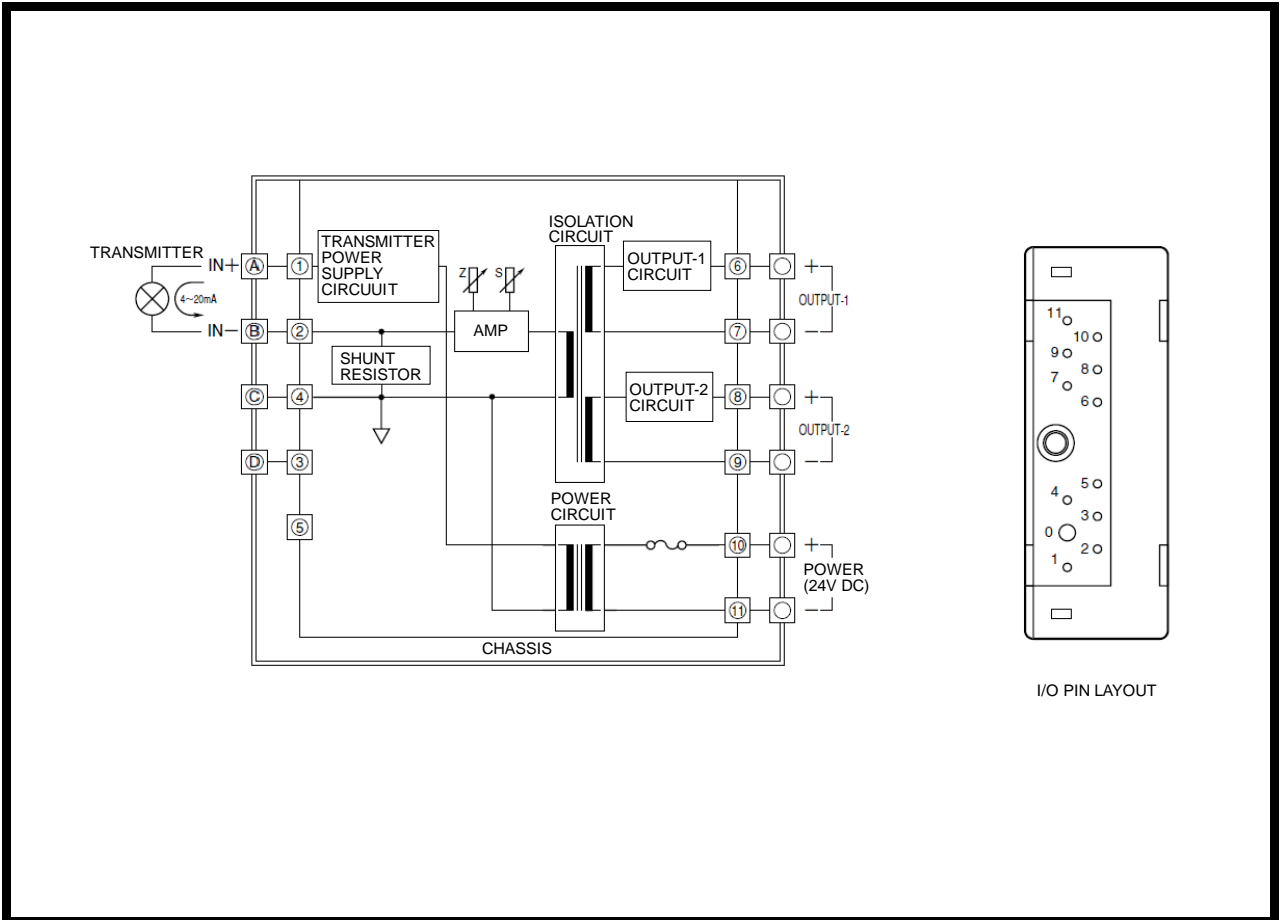 ISOLATION
CIRCUIT
TRANSMITTER
IN+
Ⓐ
①
TRANSMITTER
POWER
SUPPLY
CIRCUUIT
OUTPUT-1
CIRCUIT
⑥
+
Z
S
4~20mA
OUTPUT-1
IN−
Ⓑ
②
AMP
⑦
−
SHUNT
RESISTOR
Ⓒ
④
OUTPUT-2
CIRCUIT
⑧
+
OUTPUT-2
Ⓓ
③
⑨
−
POWER
CIRCUIT
⑤
⑩
+
POWER
(24V DC)
⑪
−
CHASSIS
11
10
9
8
7
6
5
4
3
0
2
1
I/O PIN LAYOUT